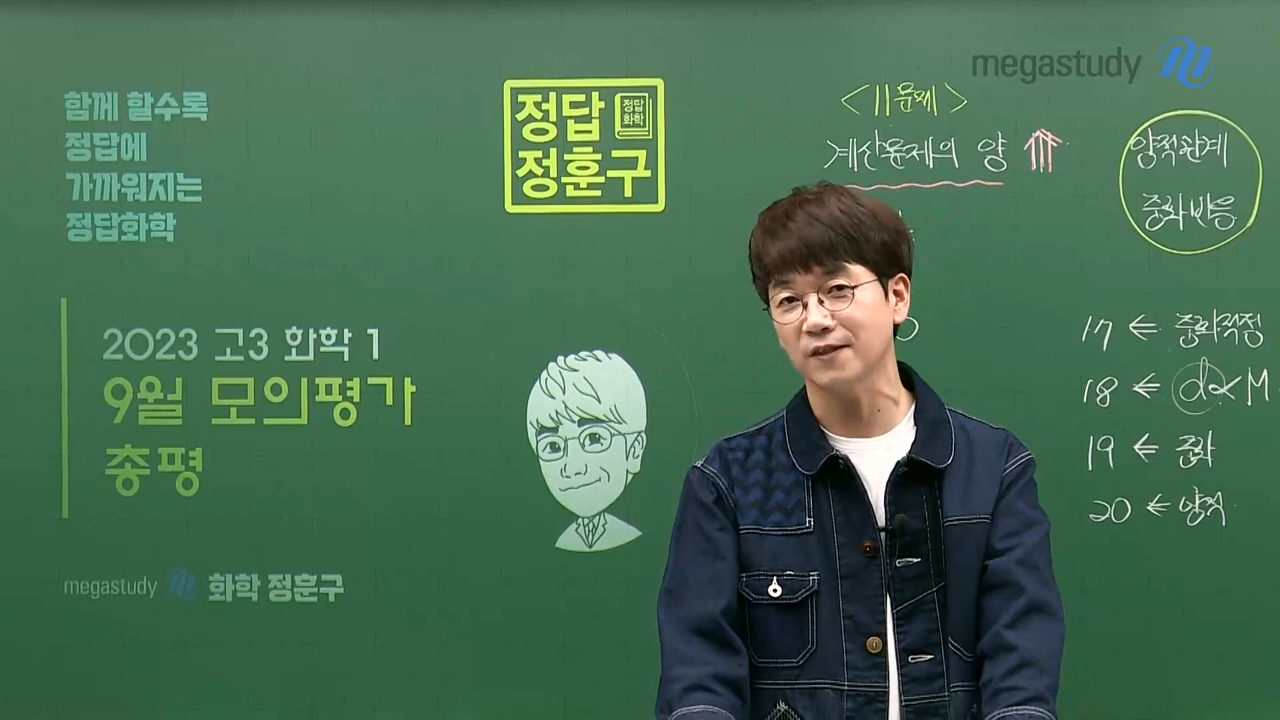 함께 할수록
정답에
가까워지는
정답화학
2023 고3 화학 1
9월 모의평가
총평
megastudy
화학 정훈구
정답
정답
화학
정훈구
megastudy
<11문제>
계산문제의 양
양적관계
중화반응
17 ← 중화적정
18 ← d∝M
19 ← 중화
20 ← 양적